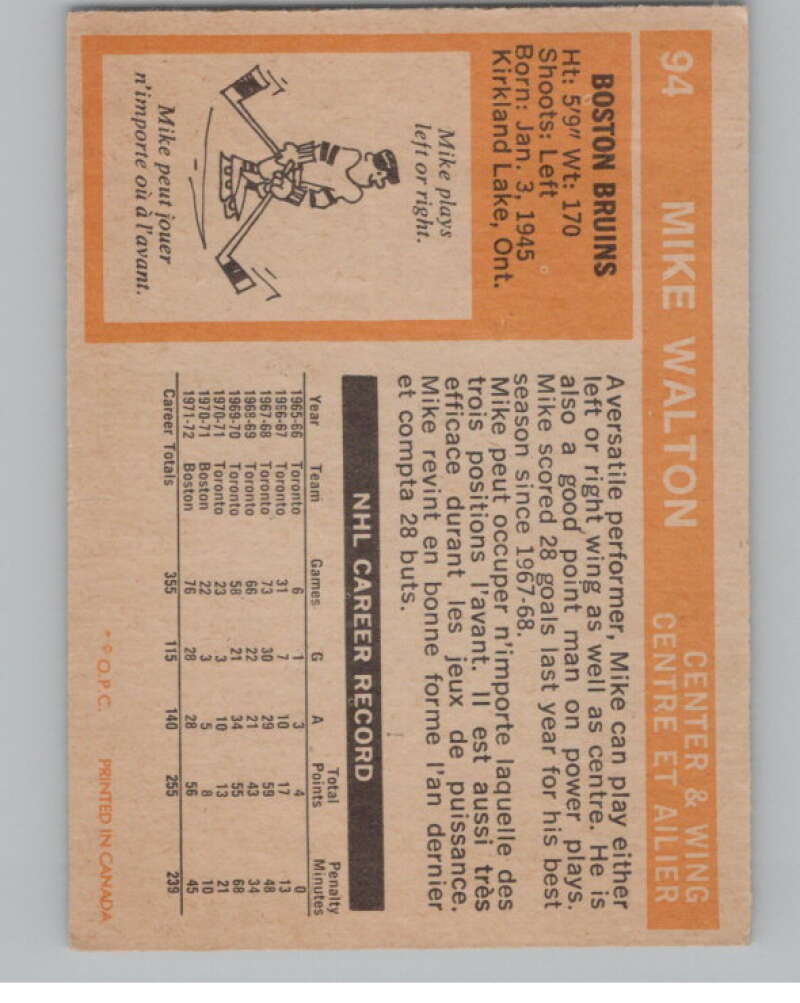 94 MIKE WALTON CENTER & WING
CENTRE ET AILIER
BOSTON BRUINS
Ht: 5'9" Wt: 170
Shoots: Left
Born: Jan. 3, 1945
Kirkland Lake, Ont.
Mike plays
left or right.
Mike peut jouer
n'importe où à l'avant.
A versatile performer, Mike can play either
left or right wing as well as centre. He is
also a good point man on power plays.
Mike scored 28 goals last year for his best
season since 1967-68.
Mike peut occuper n'importe laquelle des
trois positions l'avant. Il est aussi très
efficace durant les jeux de puissance.
Mike revint en bonne forme l'an dernier
et compta 28 buts.
NHL CAREER RECORD
Year Team Games G A Total Points Penalty Minutes
1965-66 Toronto 6 1 3 4 0
1966-67 Toronto 31 7 10 17 13
1967-68 Toronto 73 30 29 59 48
1968-69 Toronto 66 22 21 43 34
1969-70 Toronto 58 21 34 55 68
1970-71 Toronto 23 3 10 13 21
1970-71 Boston 22 3 5 8 10
1971-72 Boston 76 28 28 56 45
Career Totals 355 115 140 255 239
* © O.P.C. PRINTED IN CANADA